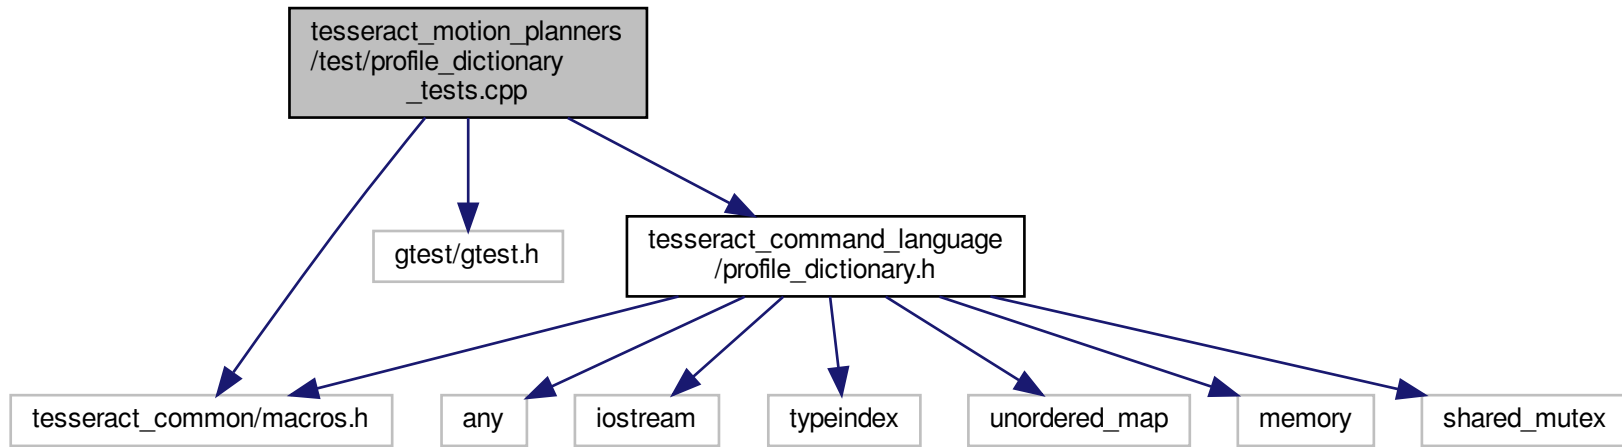 tesseract_motion_planners
/test/profile_dictionary
_tests.cpp
gtest/gtest.h
tesseract_command_language
/profile_dictionary.h
tesseract_common/macros.h
any
iostream
typeindex
unordered_map
memory
shared_mutex